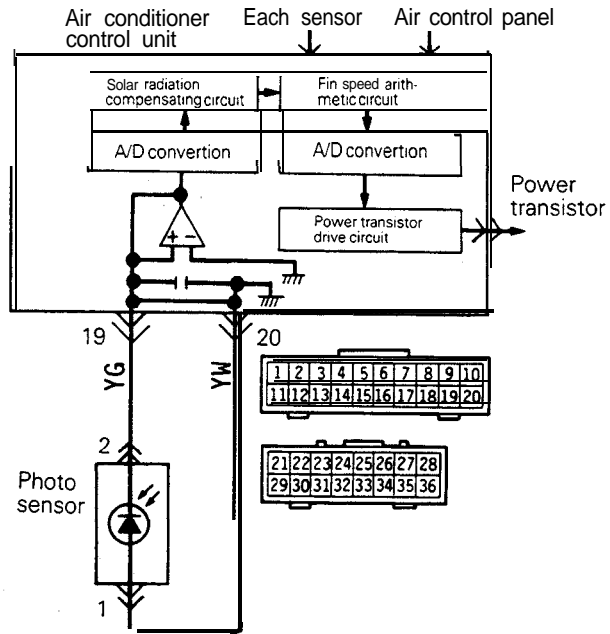 Air conditioner
control unit
Each sensor
Air control panel
Solar radiation
compensating circuit
Fin speed arith-
metic circuit
A/D convertion
A/D convertion
Power transistor
drive circuit
Power
transistor
+ -
19
20
YG
YW
1 2 3 4 5 6 7 8 9 10
11 12 13 14 15 16 17 18 19 20
2
21 22 23 24 25 26 27 28
29 30 31 32 33 34 35 36
Photo
sensor
1